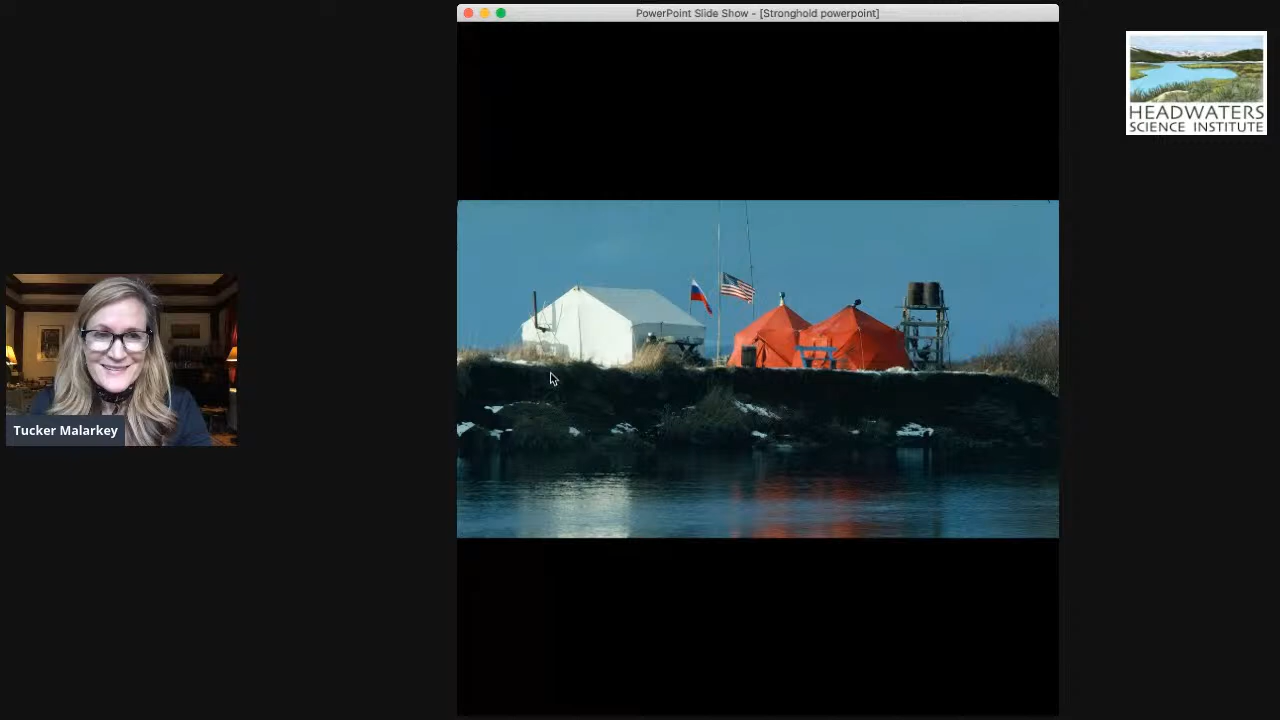 PowerPoint Slide Show - [Stronghold powerpoint]
HEADWATERS
SCIENCE INSTITUTE
Tucker Malarkey